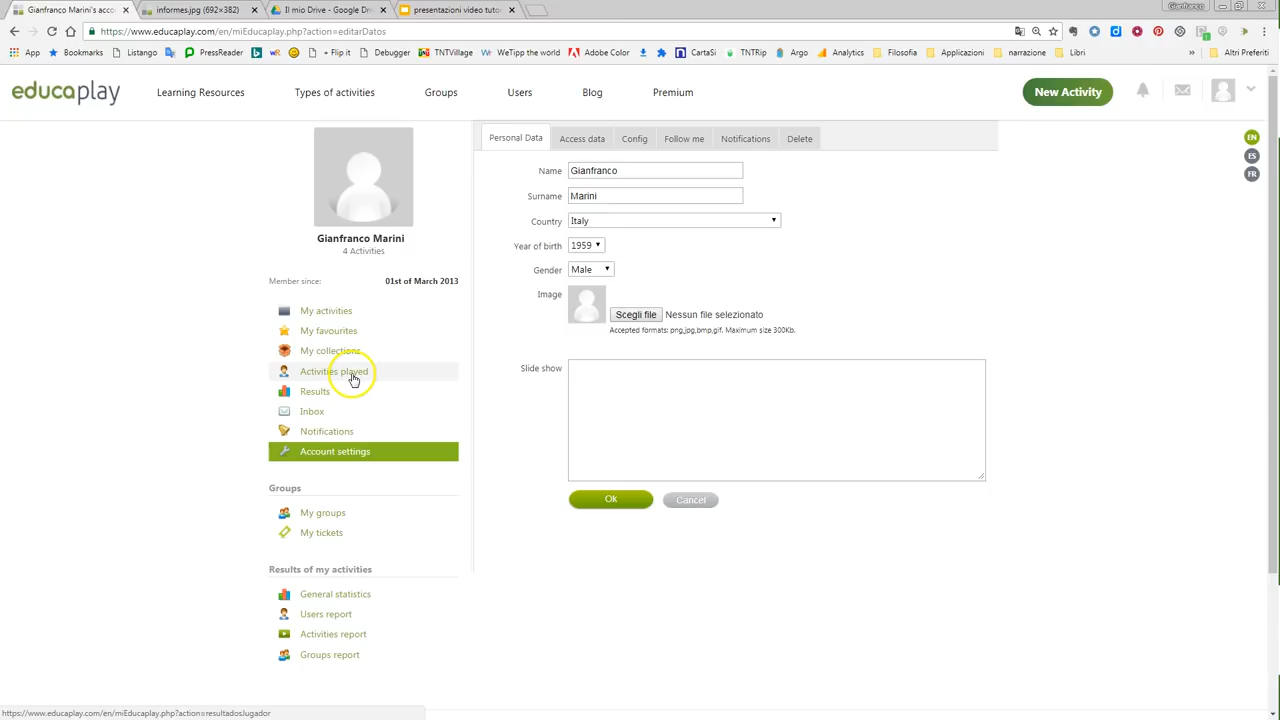 Gianfranco Marini's acco
informes.jpg (692×382)
Il mio Drive - Google Dri
presentazioni video tutor
Gianfranco
https://www.educaplay.com/en/miEducaplay.php?action=editarDatos
App Bookmarks Listango PressReader Wk + Flip it Debugger TNTVillage WeTipp the world Adobe Color CartaSi TNTRip Argo Analytics Filosofia Applicazioni narrazione Libri » Altri Preferiti
educaplay Learning Resources Types of activities Groups Users Blog Premium New Activity
Personal Data Access data Config Follow me Notifications Delete
EN
ES
FR
Name Gianfranco
Surname Marini
Country Italy
Year of birth 1959
Gender Male
Image Scegli file Nessun file selezionato
Accepted formats: png,jpg,bmp,gif. Maximum size 300Kb.
Slide show
Ok Cancel
Gianfranco Marini
4 Activities
Member since: 01st of March 2013
My activities
My favourites
My collections
Activities played
Results
Inbox
Notifications
Account settings
Groups
My groups
My tickets
Results of my activities
General statistics
Users report
Activities report
Groups report
https://www.educaplay.com/en/miEducaplay.php?action=resultadosJugador